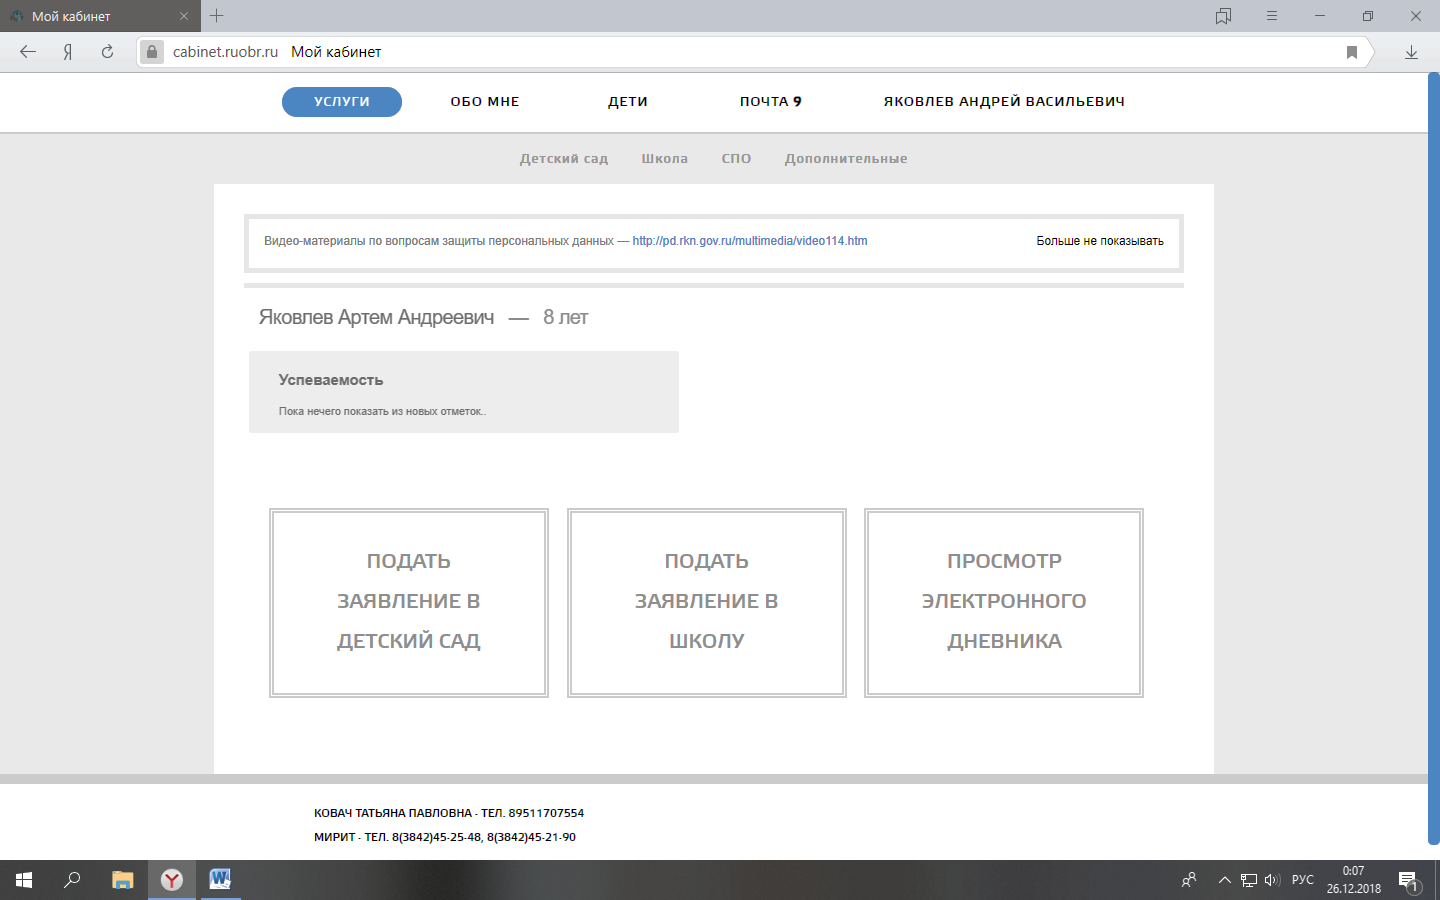 Мой кабинет
cabinet.ruobr.ru Мой кабинет
УСЛУГИ ОБО МНЕ ДЕТИ ПОЧТА 9 ЯКОВЛЕВ АНДРЕЙ ВАСИЛЬЕВИЧ
Детский сад Школа СПО Дополнительные
Видео-материалы по вопросам защиты персональных данных — http://pd.rkn.gov.ru/multimedia/video114.htm Больше не показывать
Яковлев Артем Андреевич — 8 лет
Успеваемость
Пока нечего показать из новых отметок..
ПОДАТЬ
ЗАЯВЛЕНИЕ В
ДЕТСКИЙ САД
ПОДАТЬ
ЗАЯВЛЕНИЕ В
ШКОЛУ
ПРОСМОТР
ЭЛЕКТРОННОГО
ДНЕВНИКА
КОВАЧ ТАТЬЯНА ПАВЛОВНА - ТЕЛ. 89511707554
МИРИТ - ТЕЛ. 8(3842)45-25-48, 8(3842)45-21-90
РУС
0:07
26.12.2018
1